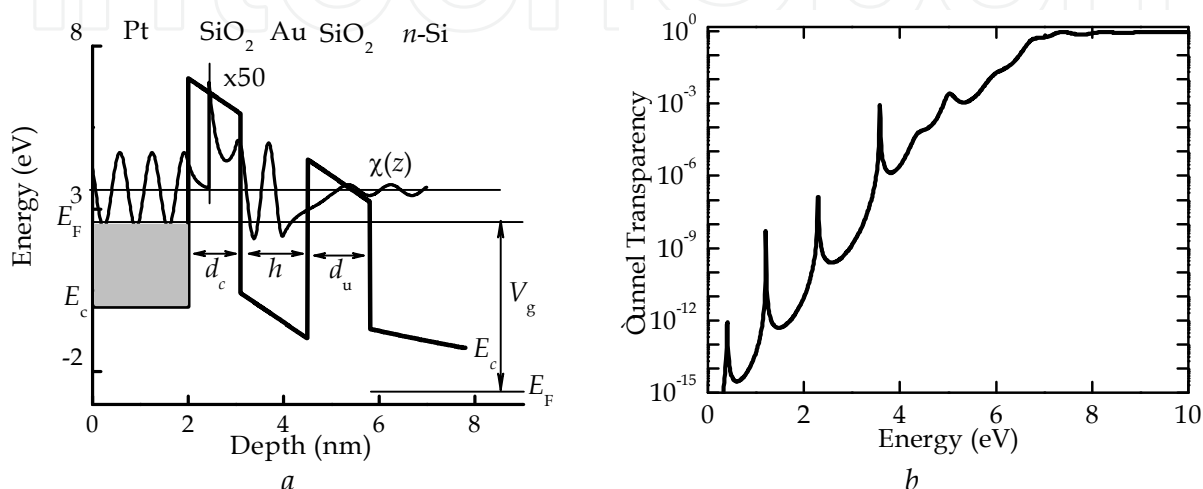 Pt SiO2 Au SiO2 n-Si
8
3
-2
Energy (eV)
x50
χ(z)
EF
Ec
dc
h
du
Vg
Ec
EF
0 2 4 6 8
Depth (nm)
a
10^0
10^-3
10^-6
10^-9
10^-12
10^-15
Òunnel Transparency
0 2 4 6 8 10
Energy (eV)
b